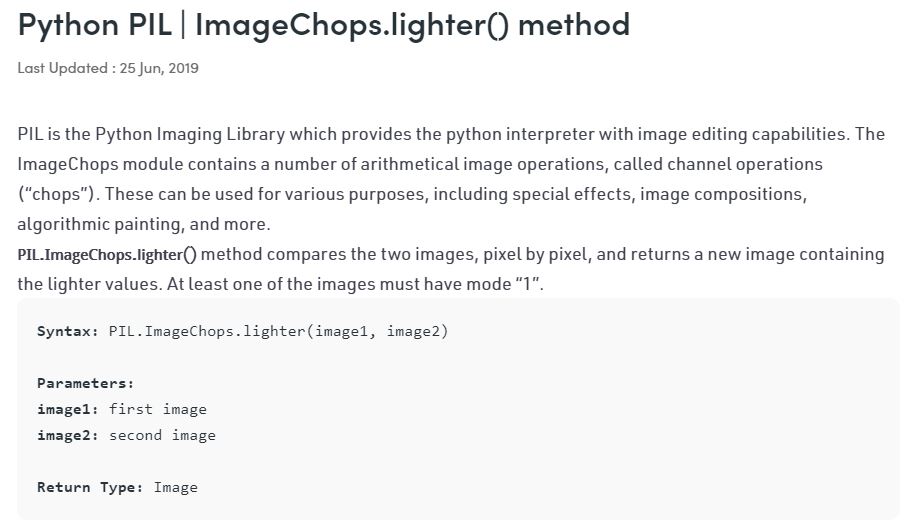 Python PIL | ImageChops.lighter() method
Last Updated : 25 Jun, 2019
PIL is the Python Imaging Library which provides the python interpreter with image editing capabilities. The
ImageChops module contains a number of arithmetical image operations, called channel operations
(“chops”). These can be used for various purposes, including special effects, image compositions,
algorithmic painting, and more.
PIL.ImageChops.lighter() method compares the two images, pixel by pixel, and returns a new image containing
the lighter values. At least one of the images must have mode “1”.
Syntax: PIL.ImageChops.lighter(image1, image2)
Parameters:
image1: first image
image2: second image
Return Type: Image